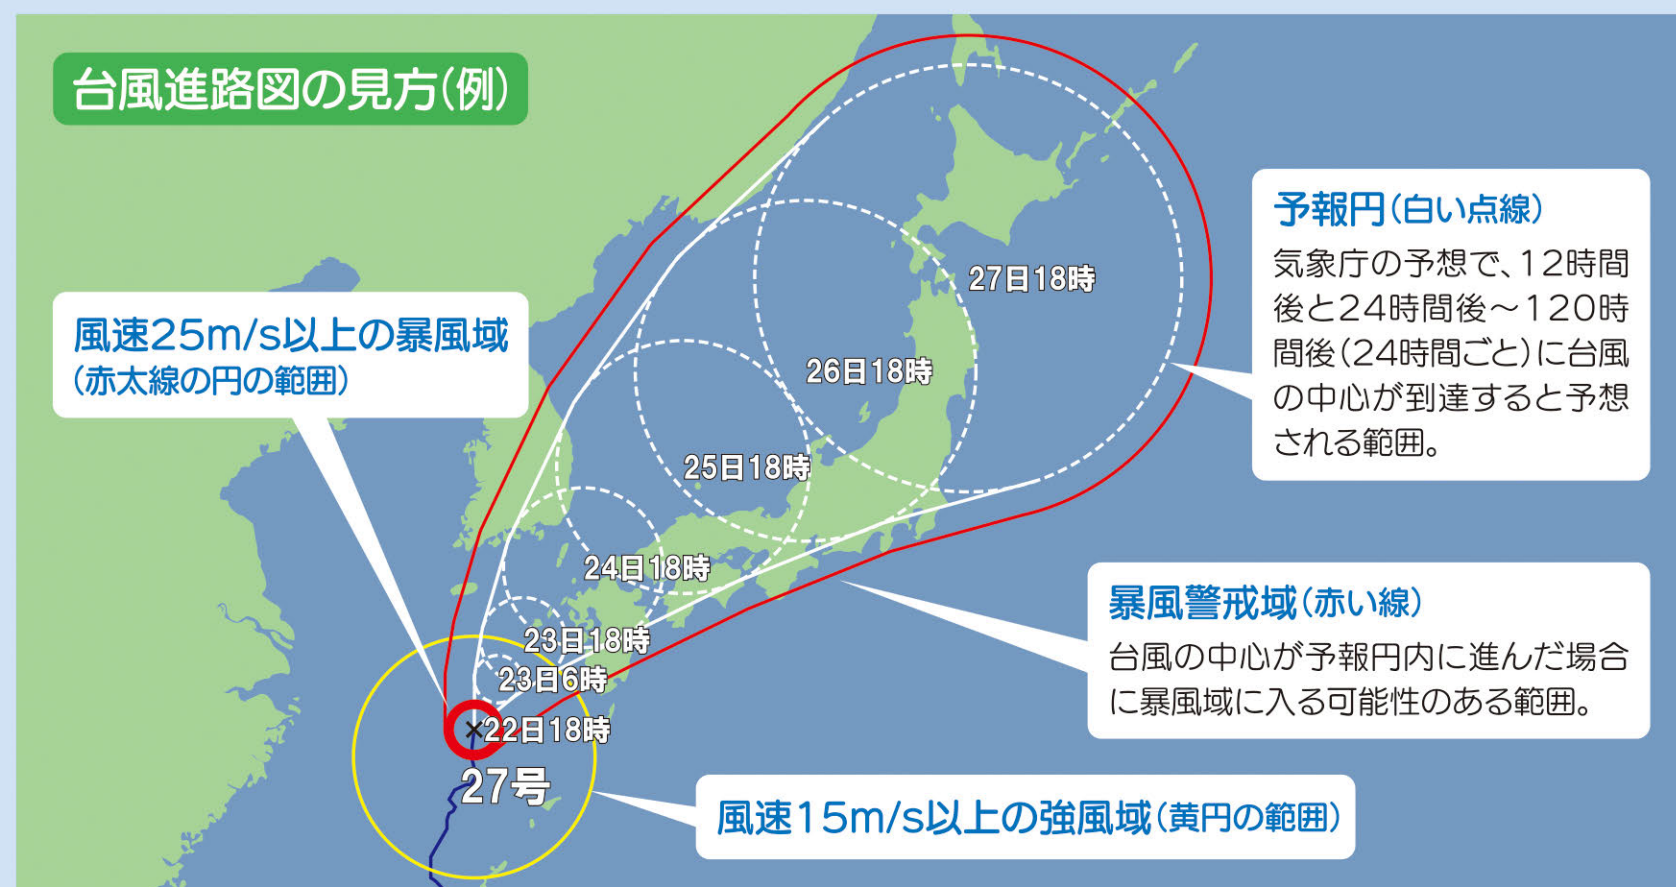 台風進路図の見方(例)
予報円(白い点線)
気象庁の予想で、12時間
後と24時間後～120時
間後(24時間ごと)に台風
の中心が到達すると予想
される範囲。
27日18時
風速25m/s以上の暴風域
(赤太線の円の範囲)
26日18時
25日18時
24日18時
暴風警戒域(赤い線)
台風の中心が予報円内に進んだ場合
に暴風域に入る可能性のある範囲。
23日18時
23日6時
22日18時
27号
風速15m/s以上の強風域(黄円の範囲)